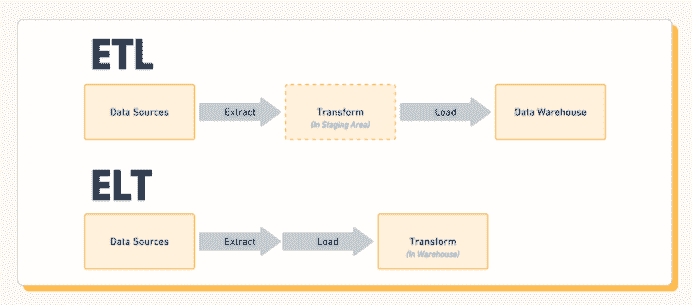 ETL
Data Sources
Extract
Transform
(In Staging Area)
Load
Data Warehouse
ELT
Data Sources
Extract
Load
Transform
(In Warehouse)